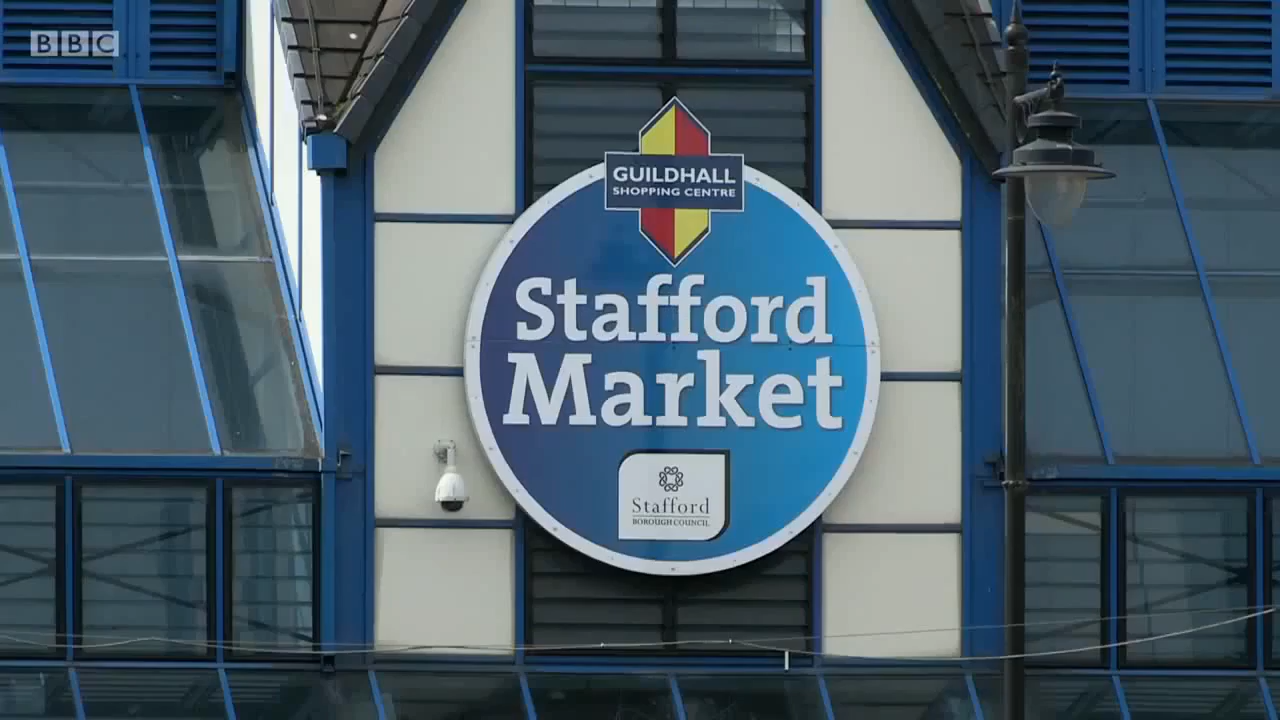 BBC
GUILDHALL
SHOPPING CENTRE
Stafford
Market
Stafford
BOROUGH COUNCIL